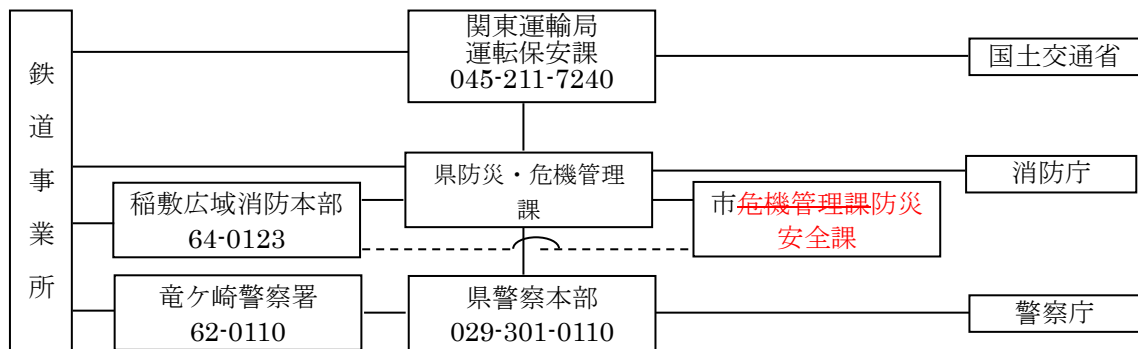 鉄道事業所
関東運輸局
運転保安課
045-211-7240
国土交通省
県防災・危機管理
課
消防庁
稲敷広域消防本部
64-0123
市危機管理課防災
安全課
竜ケ崎警察署
62-0110
県警察本部
029-301-0110
警察庁